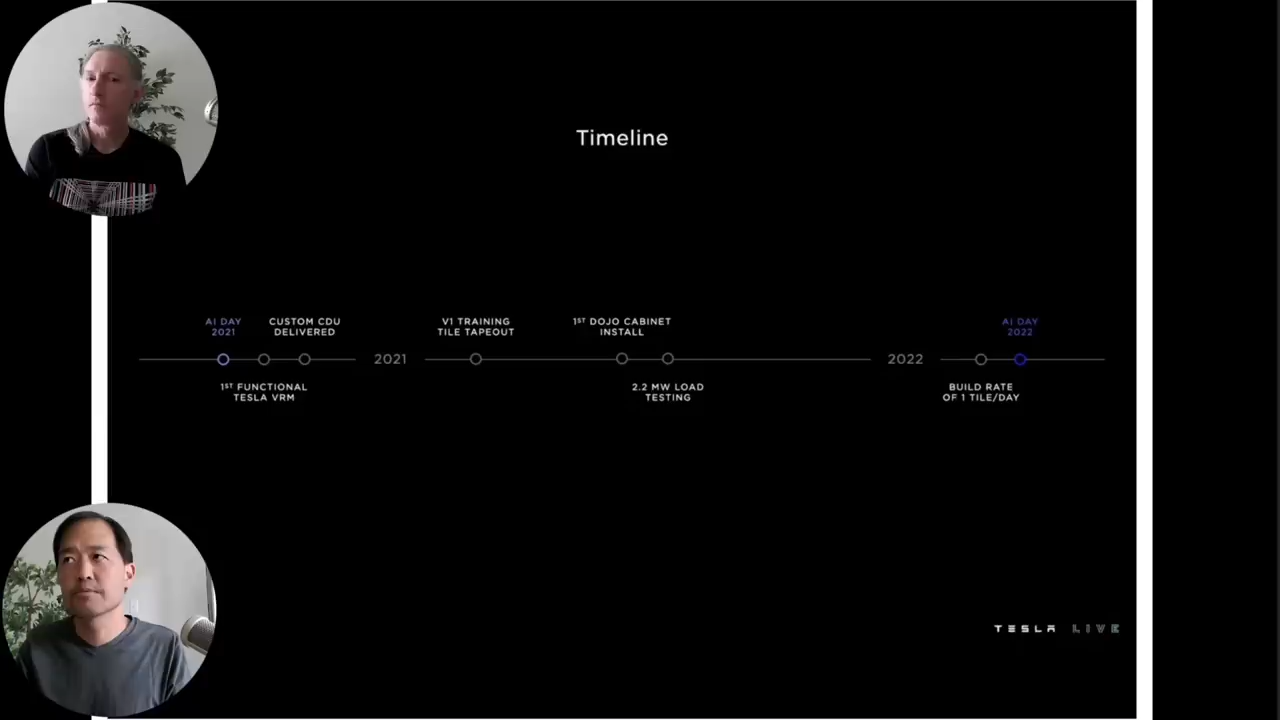 Timeline
AI DAY
2021
CUSTOM CDU
DELIVERED
V1 TRAINING
TILE TAPEOUT
1ST DOJO CABINET
INSTALL
AI DAY
2022
2021
2022
1ST FUNCTIONAL
TESLA VRM
2.2 MW LOAD
TESTING
BUILD RATE
OF 1 TILE/DAY
TESLA LIVE